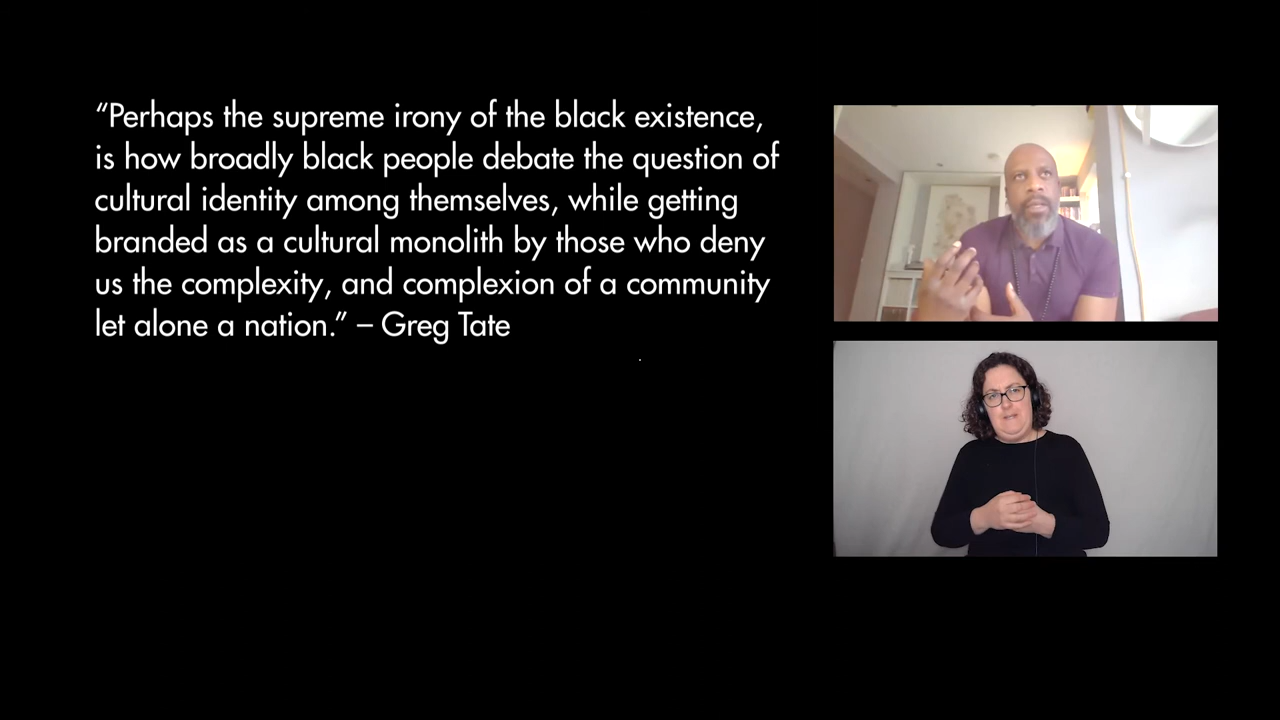 “Perhaps the supreme irony of the black existence,
is how broadly black people debate the question of
cultural identity among themselves, while getting
branded as a cultural monolith by those who deny
us the complexity, and complexion of a community
let alone a nation.” – Greg Tate